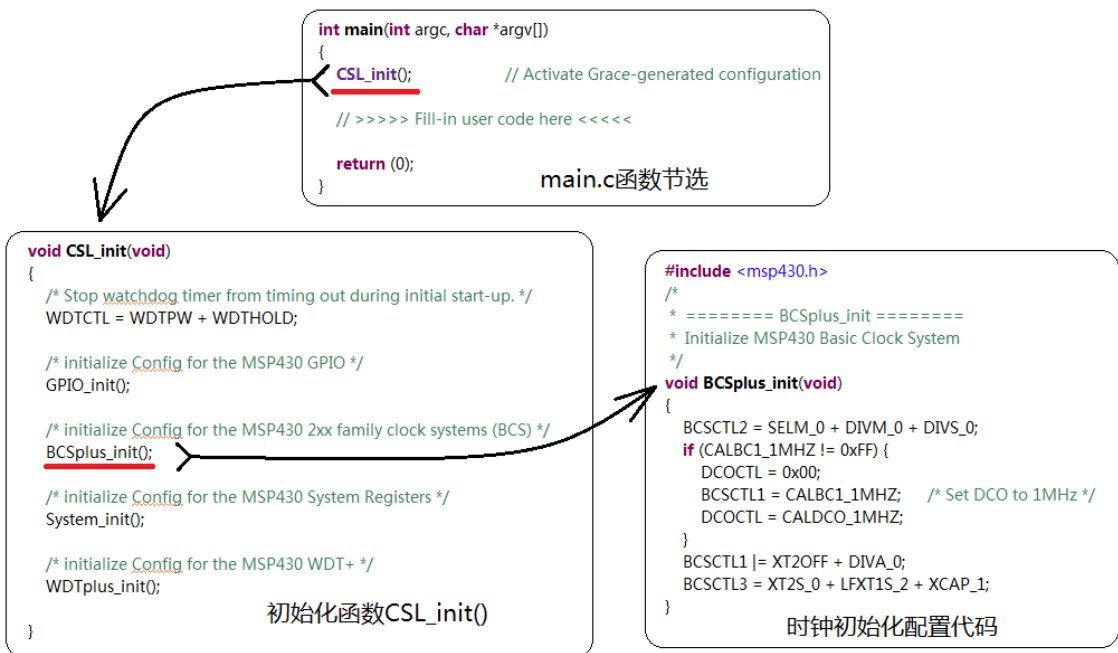 int main(int argc, char *argv[])
{
CSL_init(); // Activate Grace-generated configuration
// >>>>> Fill-in user code here <<<<<
return (0);
}
main.c函数节选
void CSL_init(void)
{
/* Stop watchdog timer from timing out during initial start-up. */
WDTCTL = WDTPW + WDTHOLD;
/* initialize Config for the MSP430 GPIO */
GPIO_init();
/* initialize Config for the MSP430 2xx family clock systems (BCS) */
BCSplus_init();
/* initialize Config for the MSP430 System Registers */
System_init();
/* initialize Config for the MSP430 WDT+ */
WDTplus_init();
初始化函数CSL_init()
}
#include <msp430.h>
/*
* ======== BCSplus_init ========
* Initialize MSP430 Basic Clock System
*/
void BCSplus_init(void)
{
BCSCTL2 = SELM_0 + DIVM_0 + DIVS_0;
if (CALBC1_1MHZ != 0xFF) {
DCOCTL = 0x00;
BCSCTL1 = CALBC1_1MHZ; /* Set DCO to 1MHz */
DCOCTL = CALDCO_1MHZ;
}
BCSCTL1 |= XT2OFF + DIVA_0;
BCSCTL3 = XT2S_0 + LFXT1S_2 + XCAP_1;
}
时钟初始化配置代码